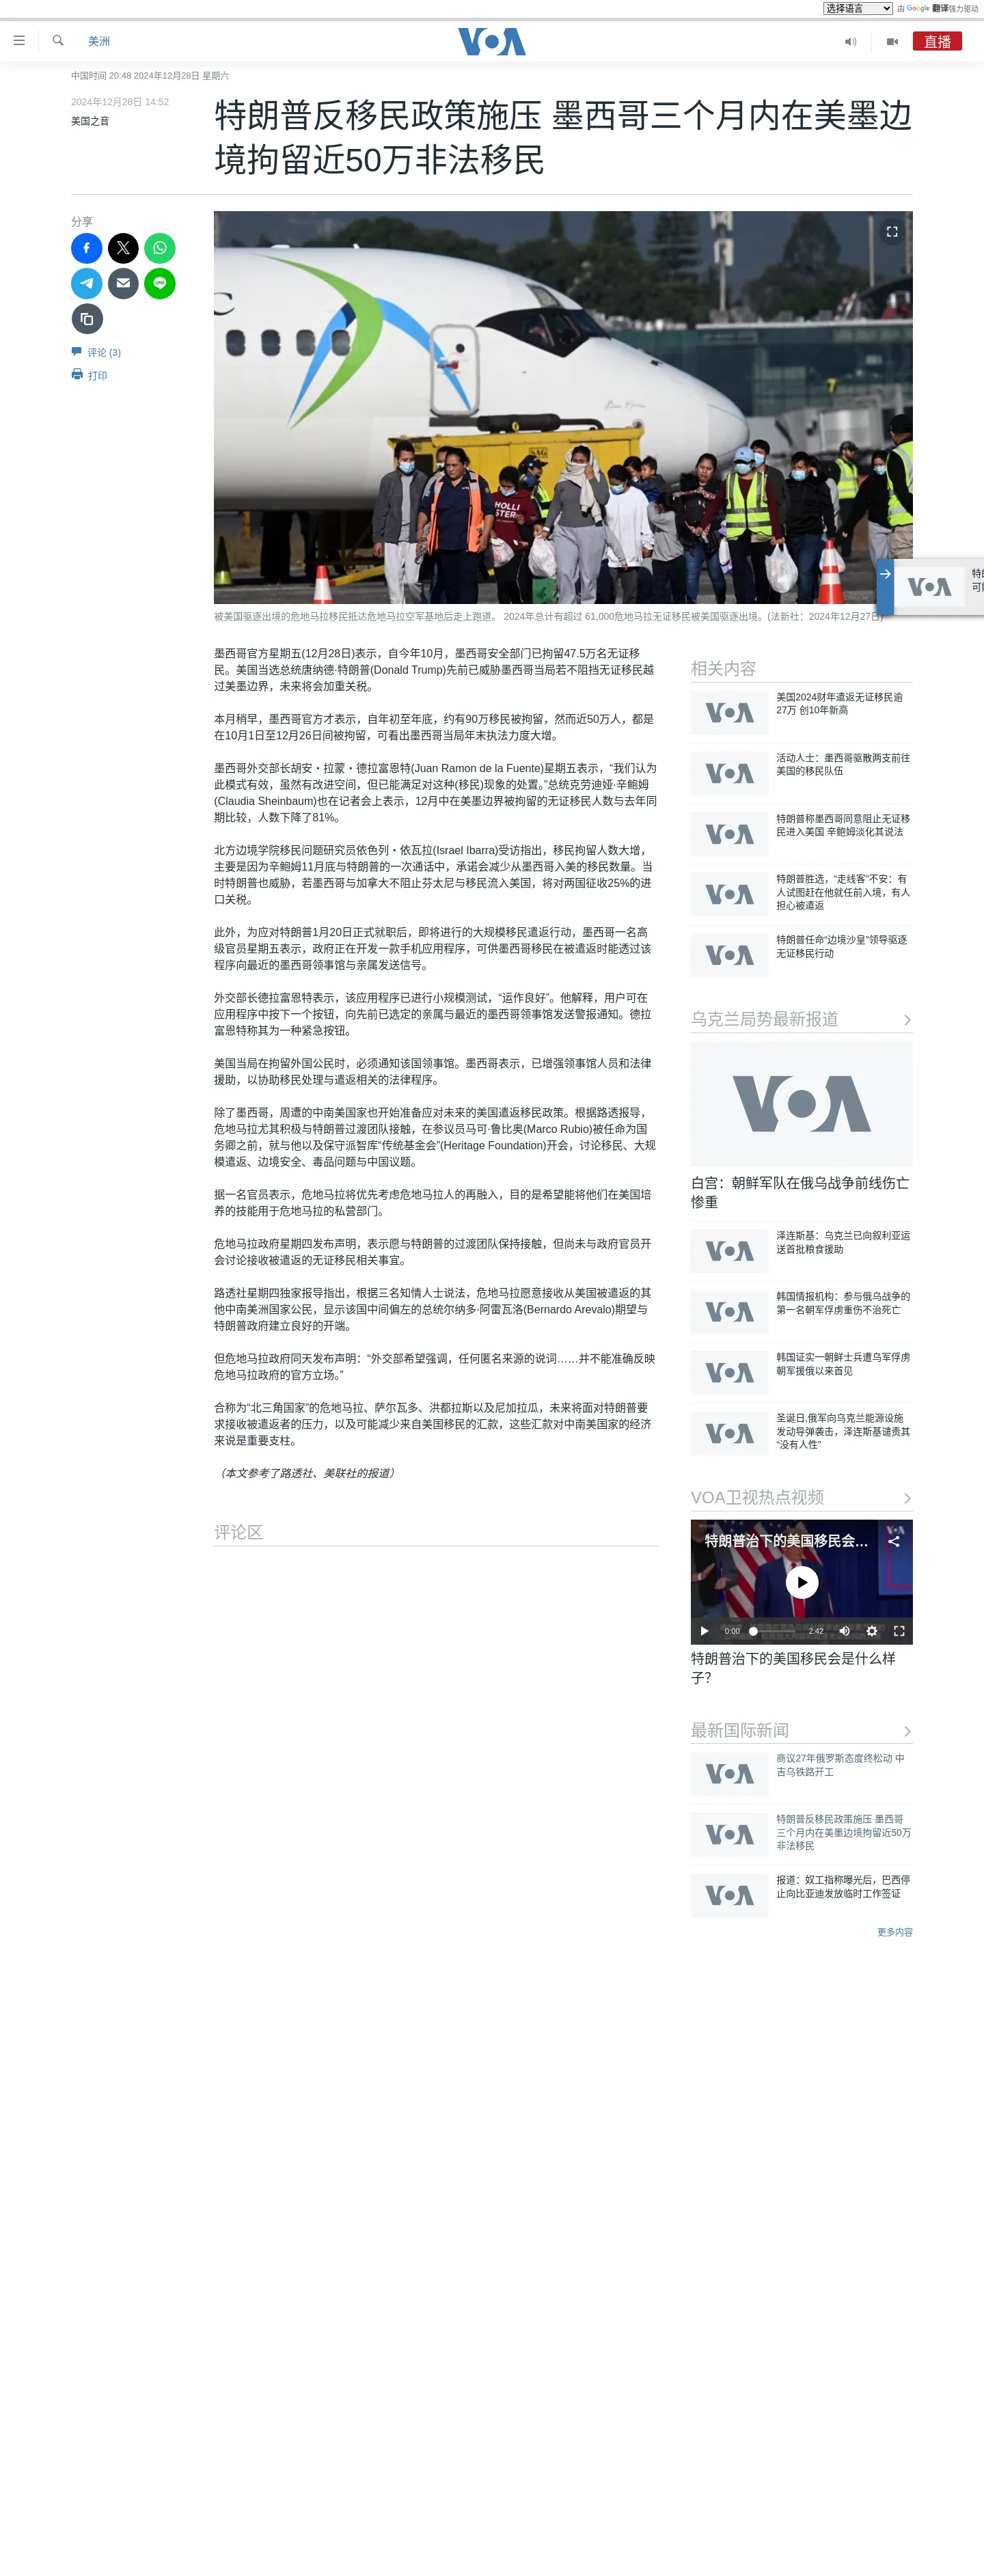 选择语言 由 Google 翻译强力驱动
美洲
VOA
直播
中国时间 20:48 2024年12月28日 星期六
2024年12月28日 14:52
美国之音
特朗普反移民政策施压 墨西哥三个月内在美墨边
境拘留近50万非法移民
分享
评论 (3)
打印
被美国驱逐出境的危地马拉移民抵达危地马拉空军基地后走上跑道。 2024年总计有超过 61,000危地马拉无证移民被美国驱逐出境。(法新社：2024年12月27日)
墨西哥官方星期五(12月28日)表示，自今年10月，墨西哥安全部门已拘留47.5万名无证移
民。美国当选总统唐纳德·特朗普(Donald Trump)先前已威胁墨西哥当局若不阻挡无证移民越
过美墨边界，未来将会加重关税。
本月稍早，墨西哥官方才表示，自年初至年底，约有90万移民被拘留，然而近50万人，都是
在10月1日至12月26日间被拘留，可看出墨西哥当局年末执法力度大增。
墨西哥外交部长胡安・拉蒙・德拉富恩特(Juan Ramon de la Fuente)星期五表示，“我们认为
此模式有效，虽然有改进空间，但已能满足对这种(移民)现象的处置。”总统克劳迪娅·辛鲍姆
(Claudia Sheinbaum)也在记者会上表示，12月中在美墨边界被拘留的无证移民人数与去年同
期比较，人数下降了81%。
北方边境学院移民问题研究员依色列・依瓦拉(Israel Ibarra)受访指出，移民拘留人数大增，
主要是因为辛鲍姆11月底与特朗普的一次通话中，承诺会减少从墨西哥入美的移民数量。当
时特朗普也威胁，若墨西哥与加拿大不阻止芬太尼与移民流入美国，将对两国征收25%的进
口关税。
此外，为应对特朗普1月20日正式就职后，即将进行的大规模移民遣返行动，墨西哥一名高
级官员星期五表示，政府正在开发一款手机应用程序，可供墨西哥移民在被遣返时能透过该
程序向最近的墨西哥领事馆与亲属发送信号。
外交部长德拉富恩特表示，该应用程序已进行小规模测试，“运作良好”。他解释，用户可在
应用程序中按下一个按钮，向先前已选定的亲属与最近的墨西哥领事馆发送警报通知。德拉
富恩特称其为一种紧急按钮。
美国当局在拘留外国公民时，必须通知该国领事馆。墨西哥表示，已增强领事馆人员和法律
援助，以协助移民处理与遣返相关的法律程序。
除了墨西哥，周遭的中南美国家也开始准备应对未来的美国遣返移民政策。根据路透报导，
危地马拉尤其积极与特朗普过渡团队接触，在参议员马可·鲁比奥(Marco Rubio)被任命为国
务卿之前，就与他以及保守派智库“传统基金会”(Heritage Foundation)开会，讨论移民、大规
模遣返、边境安全、毒品问题与中国议题。
据一名官员表示，危地马拉将优先考虑危地马拉人的再融入，目的是希望能将他们在美国培
养的技能用于危地马拉的私营部门。
危地马拉政府星期四发布声明，表示愿与特朗普的过渡团队保持接触，但尚未与政府官员开
会讨论接收被遣返的无证移民相关事宜。
路透社星期四独家报导指出，根据三名知情人士说法，危地马拉愿意接收从美国被遣返的其
他中南美洲国家公民，显示该国中间偏左的总统尔纳多·阿雷瓦洛(Bernardo Arevalo)期望与
特朗普政府建立良好的开端。
但危地马拉政府同天发布声明：“外交部希望强调，任何匿名来源的说词……并不能准确反映
危地马拉政府的官方立场。”
合称为“北三角国家”的危地马拉、萨尔瓦多、洪都拉斯以及尼加拉瓜，未来将面对特朗普要
求接收被遣返者的压力，以及可能减少来自美国移民的汇款，这些汇款对中南美国家的经济
来说是重要支柱。
（本文参考了路透社、美联社的报道）
评论区
相关内容
美国2024财年遣返无证移民逾
27万 创10年新高
活动人士：墨西哥驱散两支前往
美国的移民队伍
特朗普称墨西哥同意阻止无证移
民进入美国 辛鲍姆淡化其说法
特朗普胜选，“走线客”不安：有
人试图赶在他就任前入境，有人
担心被遣返
特朗普任命“边境沙皇”领导驱逐
无证移民行动
乌克兰局势最新报道
白宫：朝鲜军队在俄乌战争前线伤亡
惨重
泽连斯基：乌克兰已向叙利亚运
送首批粮食援助
韩国情报机构：参与俄乌战争的
第一名朝军俘虏重伤不治死亡
韩国证实一朝鲜士兵遭乌军俘虏
朝军援俄以来首见
圣诞日,俄军向乌克兰能源设施
发动导弹袭击，泽连斯基谴责其
“没有人性”
VOA卫视热点视频
特朗普治下的美国移民会...
0:00 2:42
特朗普治下的美国移民会是什么样
子？
最新国际新闻
商议27年俄罗斯态度终松动 中
吉乌铁路开工
特朗普反移民政策施压 墨西哥
三个月内在美墨边境拘留近50万
非法移民
报道：奴工指称曝光后，巴西停
止向比亚迪发放临时工作签证
更多内容